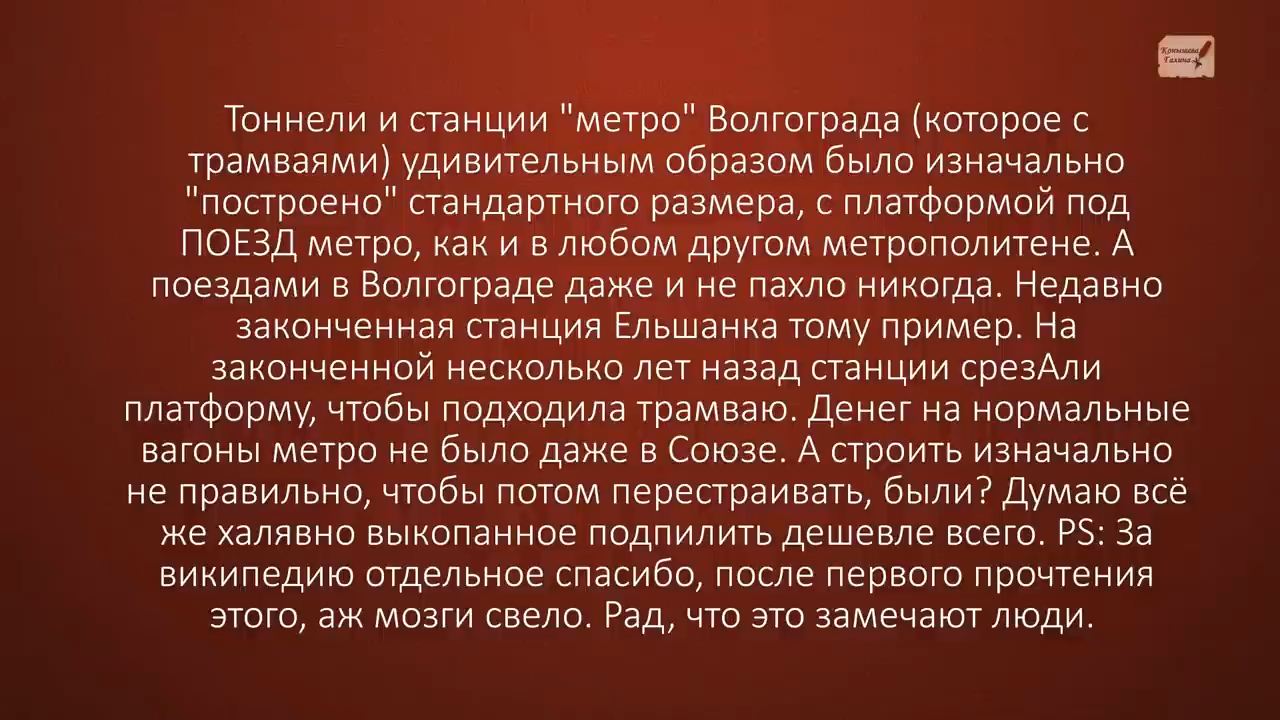 Копышева
Галина
Тоннели и станции "метро" Волгограда (которое с
трамваями) удивительным образом было изначально
"построено" стандартного размера, с платформой под
ПОЕЗД метро, как и в любом другом метрополитене. А
поездами в Волгограде даже и не пахло никогда. Недавно
законченная станция Ельшанка тому пример. На
законченной несколько лет назад станции срезАли
платформу, чтобы подходила трамваю. Денег на нормальные
вагоны метро не было даже в Союзе. А строить изначально
не правильно, чтобы потом перестраивать, были? Думаю всё
же халявно выкопанное подпилить дешевле всего. PS: За
википедию отдельное спасибо, после первого прочтения
этого, аж мозги свело. Рад, что это замечают люди.